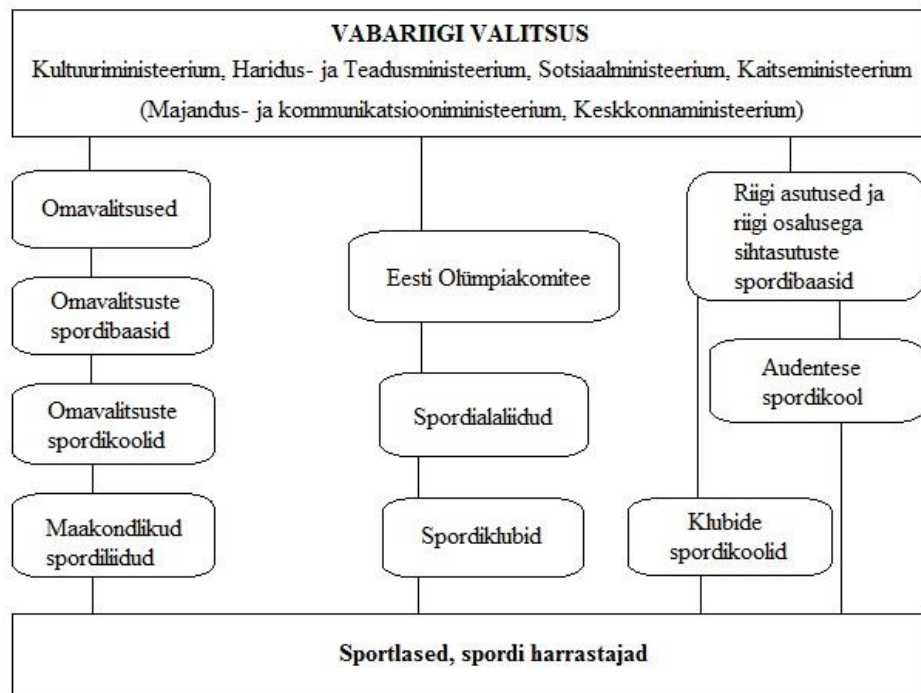 VABARIIGI VALITSUS
Kultuuriministeerium, Haridus- ja Teadusministeerium, Sotsiaalministeerium, Kaitseministeerium
(Majandus- ja kommunikatsiooniministeerium, Keskkonnaministeerium)
Omavalitsused
Omavalitsuste
spordibaasid
Omavalitsuste
spordikoolid
Maakondlikud
spordiliidud
Eesti Olümpiakomitee
Spordialaliidud
Spordiklubid
Riigi asutused ja
riigi osalusega
sihtasutuste
spordibaasid
Audentese
spordikool
Klubide
spordikoolid
Sportlased, spordi harrastajad